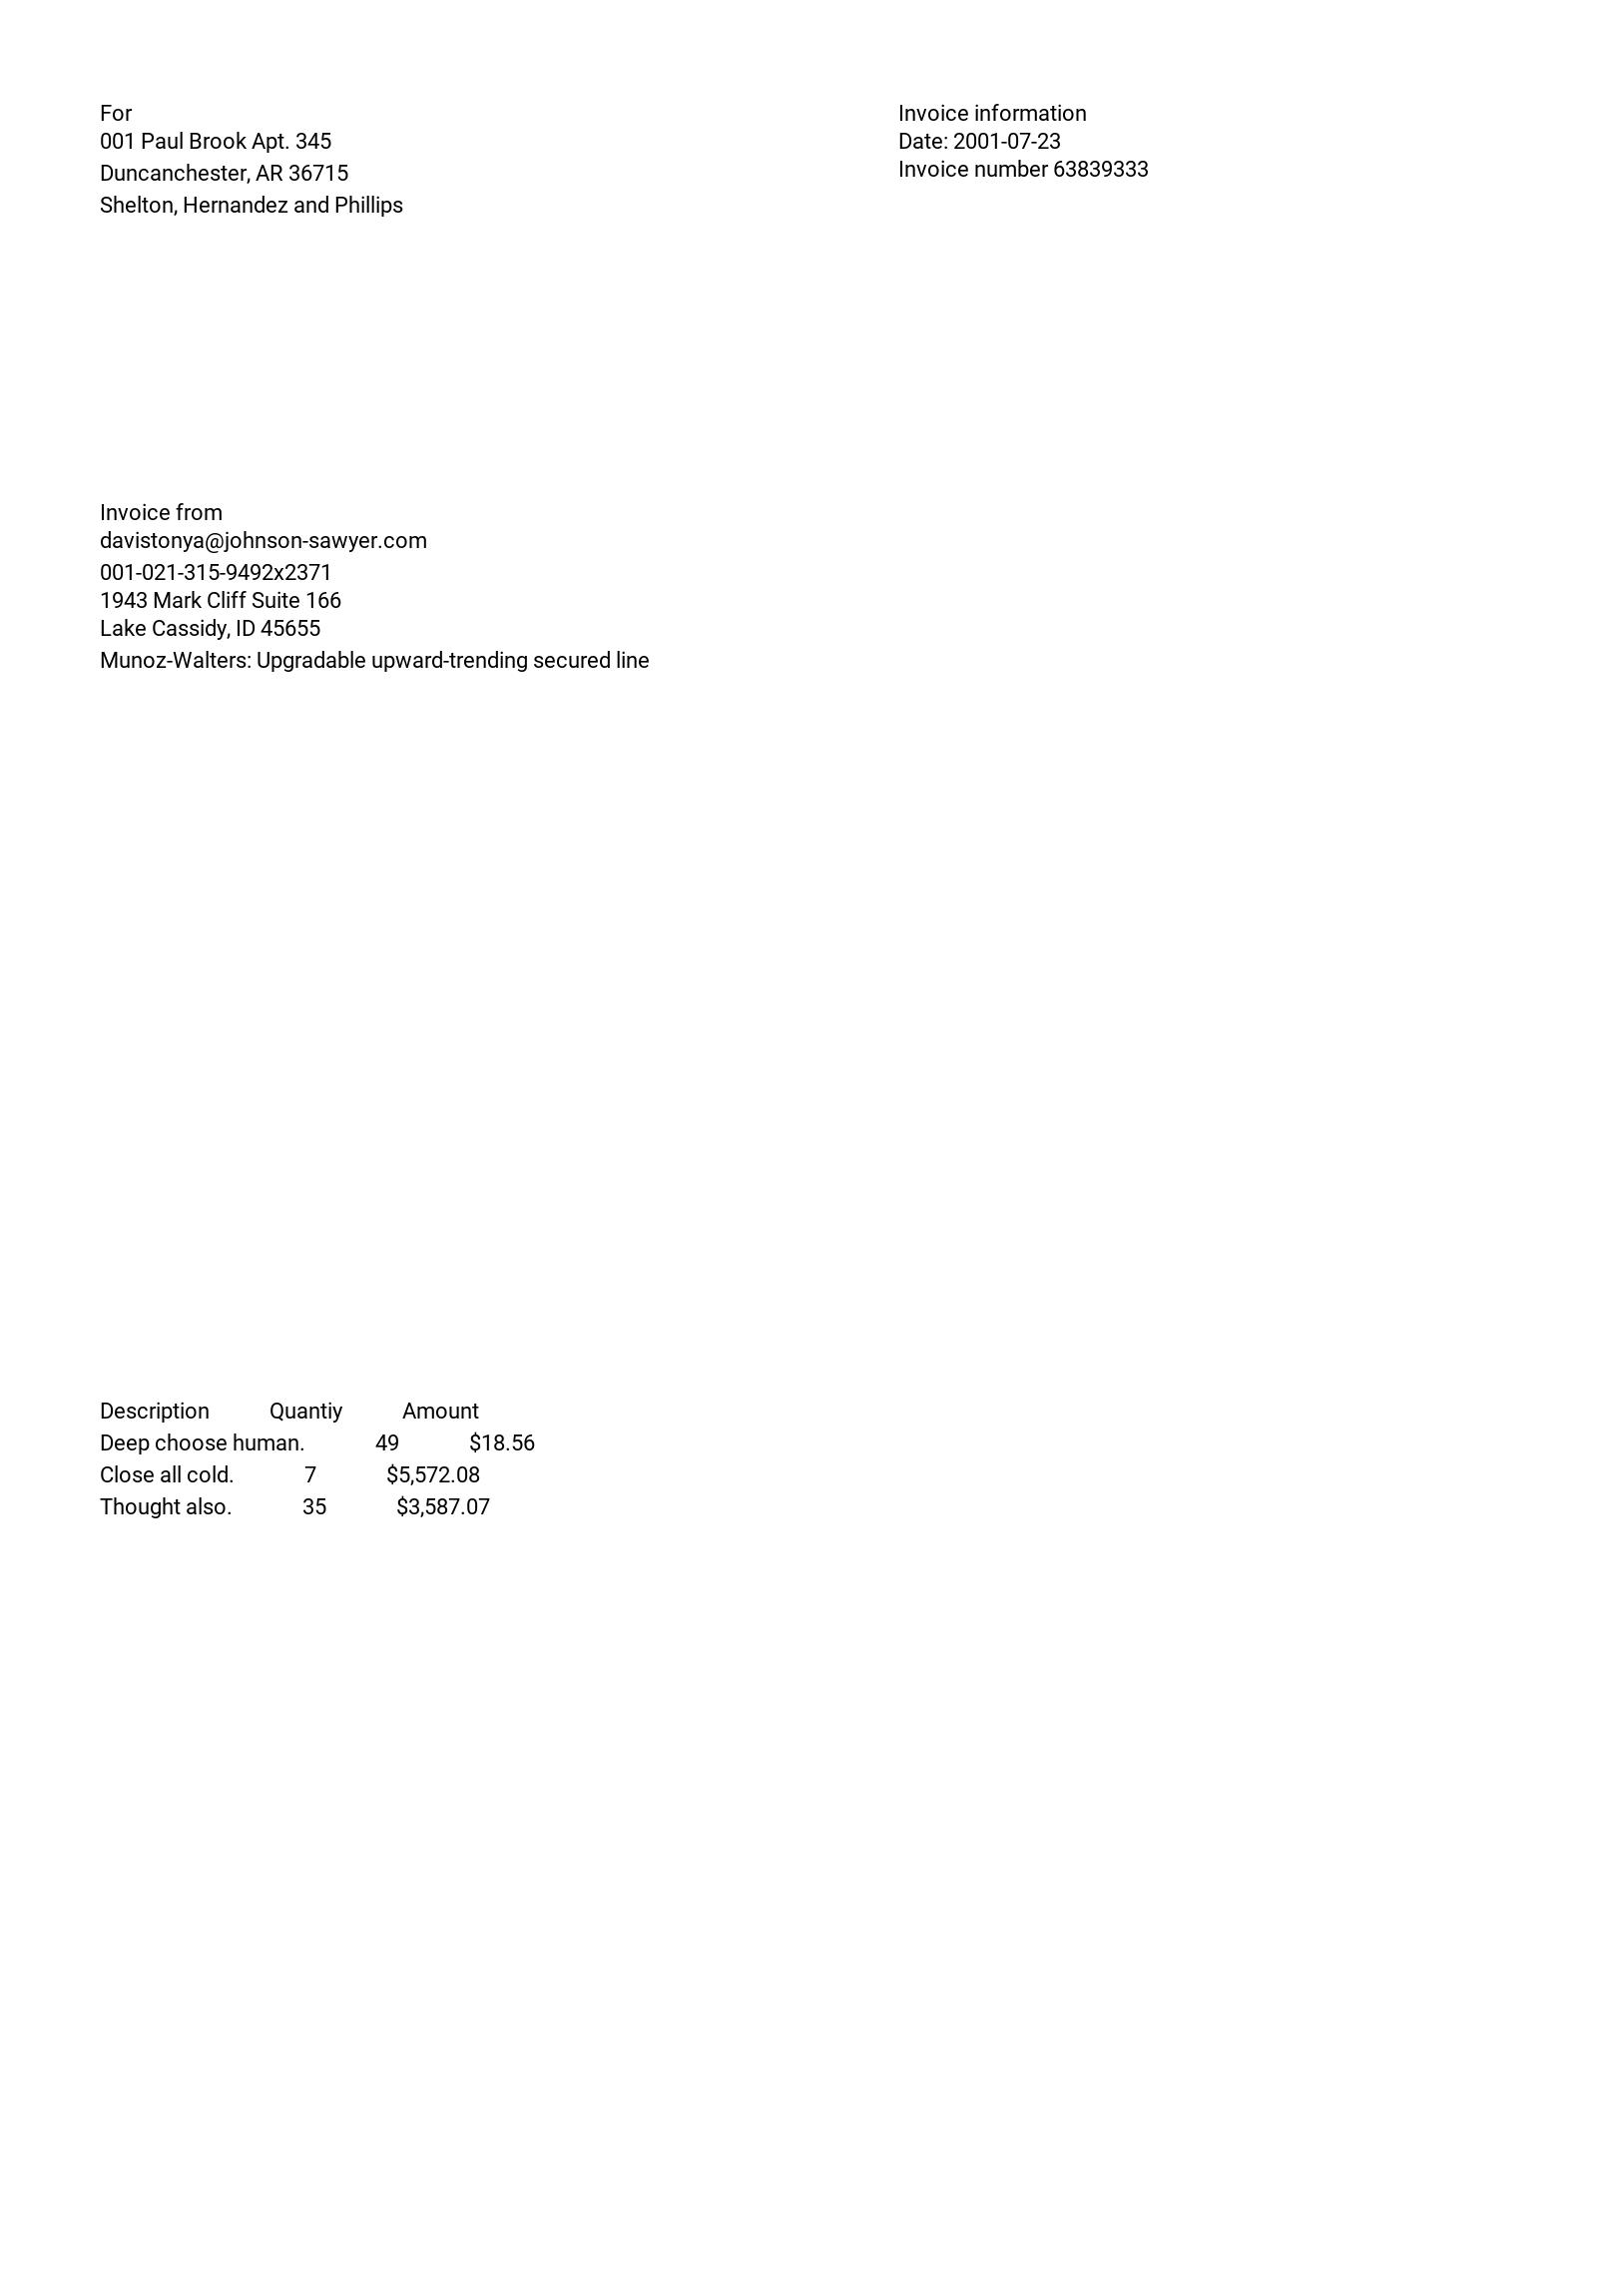 For
001 Paul Brook Apt. 345
Duncanchester, AR 36715
Shelton, Hernandez and Phillips
Invoice information
Date: 2001-07-23
Invoice number 63839333
Invoice from
davistonya@johnson-sawyer.com
001-021-315-9492x2371
1943 Mark Cliff Suite 166
Lake Cassidy, ID 45655
Munoz-Walters: Upgradable upward-trending secured line
Description Quantiy Amount
Deep choose human. 49 $18.56
Close all cold. 7 $5,572.08
Thought also. 35 $3,587.07